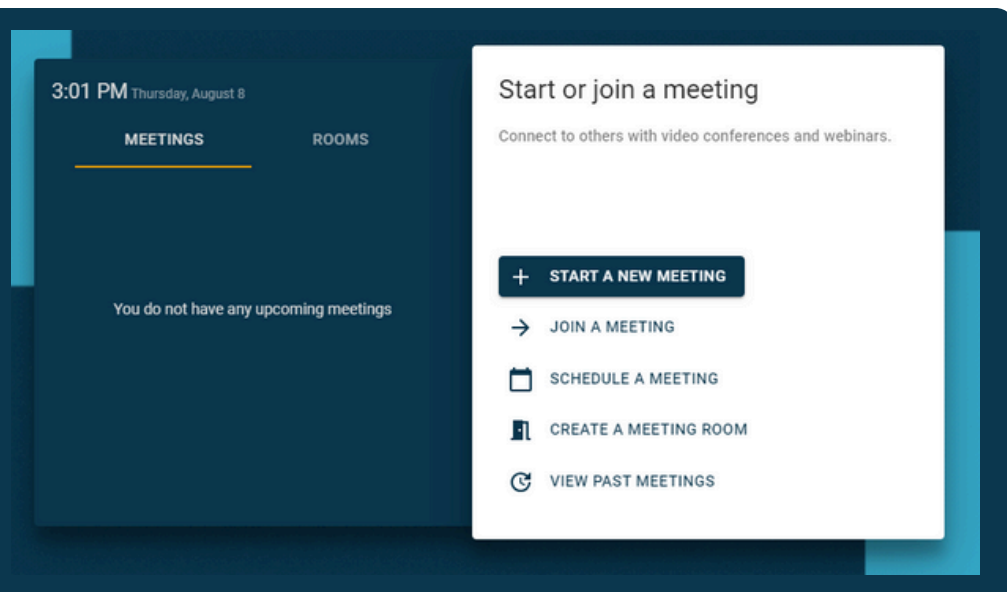 3:01 PM Thursday, August 8
MEETINGS ROOMS
You do not have any upcoming meetings
Start or join a meeting
Connect to others with video conferences and webinars.
START A NEW MEETING
JOIN A MEETING
SCHEDULE A MEETING
CREATE A MEETING ROOM
VIEW PAST MEETINGS